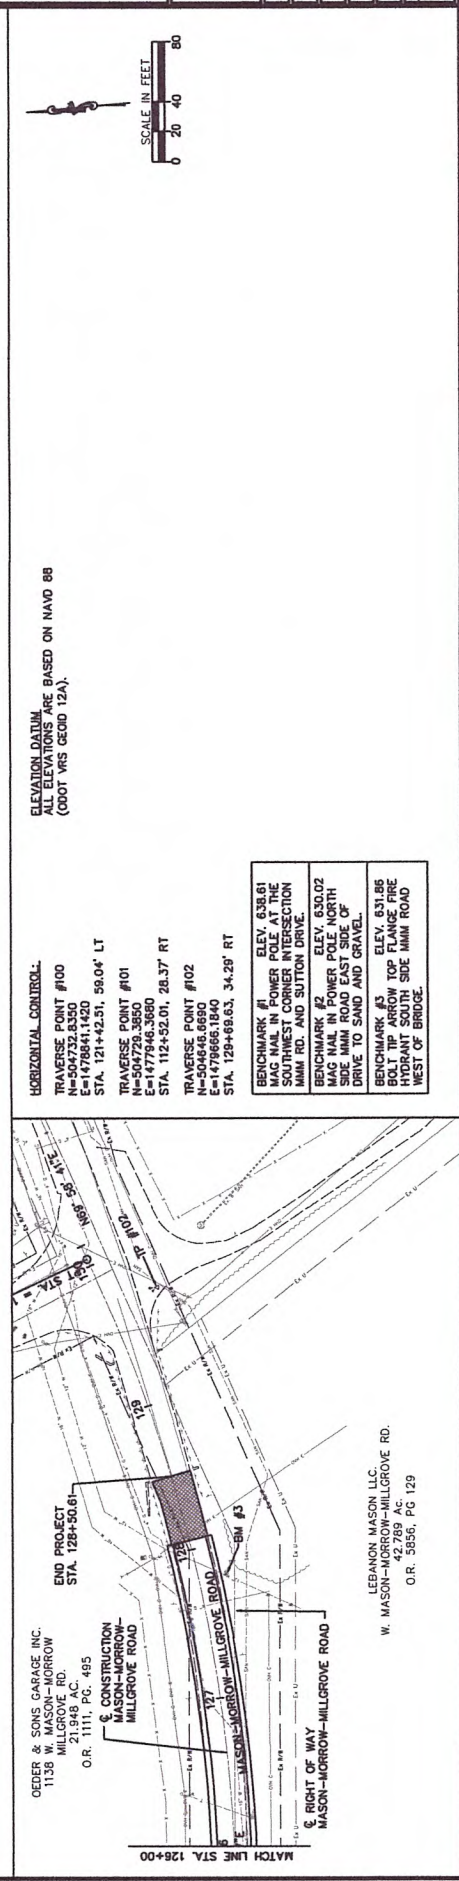 OEDER & SONS GARAGE INC.
1138 W. MASON-MORROW
MILLGROVE RD.
21.948 AC.
O.R. 1111, PG. 495
END PROJECT
STA. 128+50.61
℄ CONSTRUCTION
MASON-MORROW-
MILLGROVE ROAD
MATCH LINE STA. 126+00
127
128
129
MASON-MORROW-MILLGROVE ROAD
BM #3
TP #102
N69° 58' 41"E
℄ RIGHT OF WAY
MASON-MORROW-MILLGROVE ROAD
LEBANON MASON LLC.
W. MASON-MORROW-MILLGROVE RD.
42.789 Ac.
O.R. 5856, PG 129
Ex R/W
Ex U
HORIZONTAL CONTROL:
TRAVERSE POINT #100
N=504732.8350
E=1478841.1420
STA. 121+42.51, 59.04' LT
TRAVERSE POINT #101
N=504729.3850
E=1477946.3680
STA. 112+52.01, 28.37' RT
TRAVERSE POINT #102
N=504646.6690
E=1479666.1840
STA. 129+69.63, 34.29' RT
BENCHMARK #1 ELEV. 638.61
MAG NAIL IN POWER POLE AT THE
SOUTHWEST CORNER INTERSECTION
MMM RD. AND SUTTON DRIVE.
BENCHMARK #2 ELEV. 630.02
MAG NAIL IN POWER POLE NORTH
SIDE MMM ROAD EAST SIDE OF
DRIVE TO SAND AND GRAVEL.
BENCHMARK #3 ELEV. 631.86
BOLT TIP ARROW TOP FLANGE FIRE
HYDRANT SOUTH SIDE MMM ROAD
WEST OF BRIDGE.
ELEVATION DATUM
ALL ELEVATIONS ARE BASED ON NAVD 88
(ODOT VRS GEOID 12A).
SCALE IN FEET
0 20 40 80